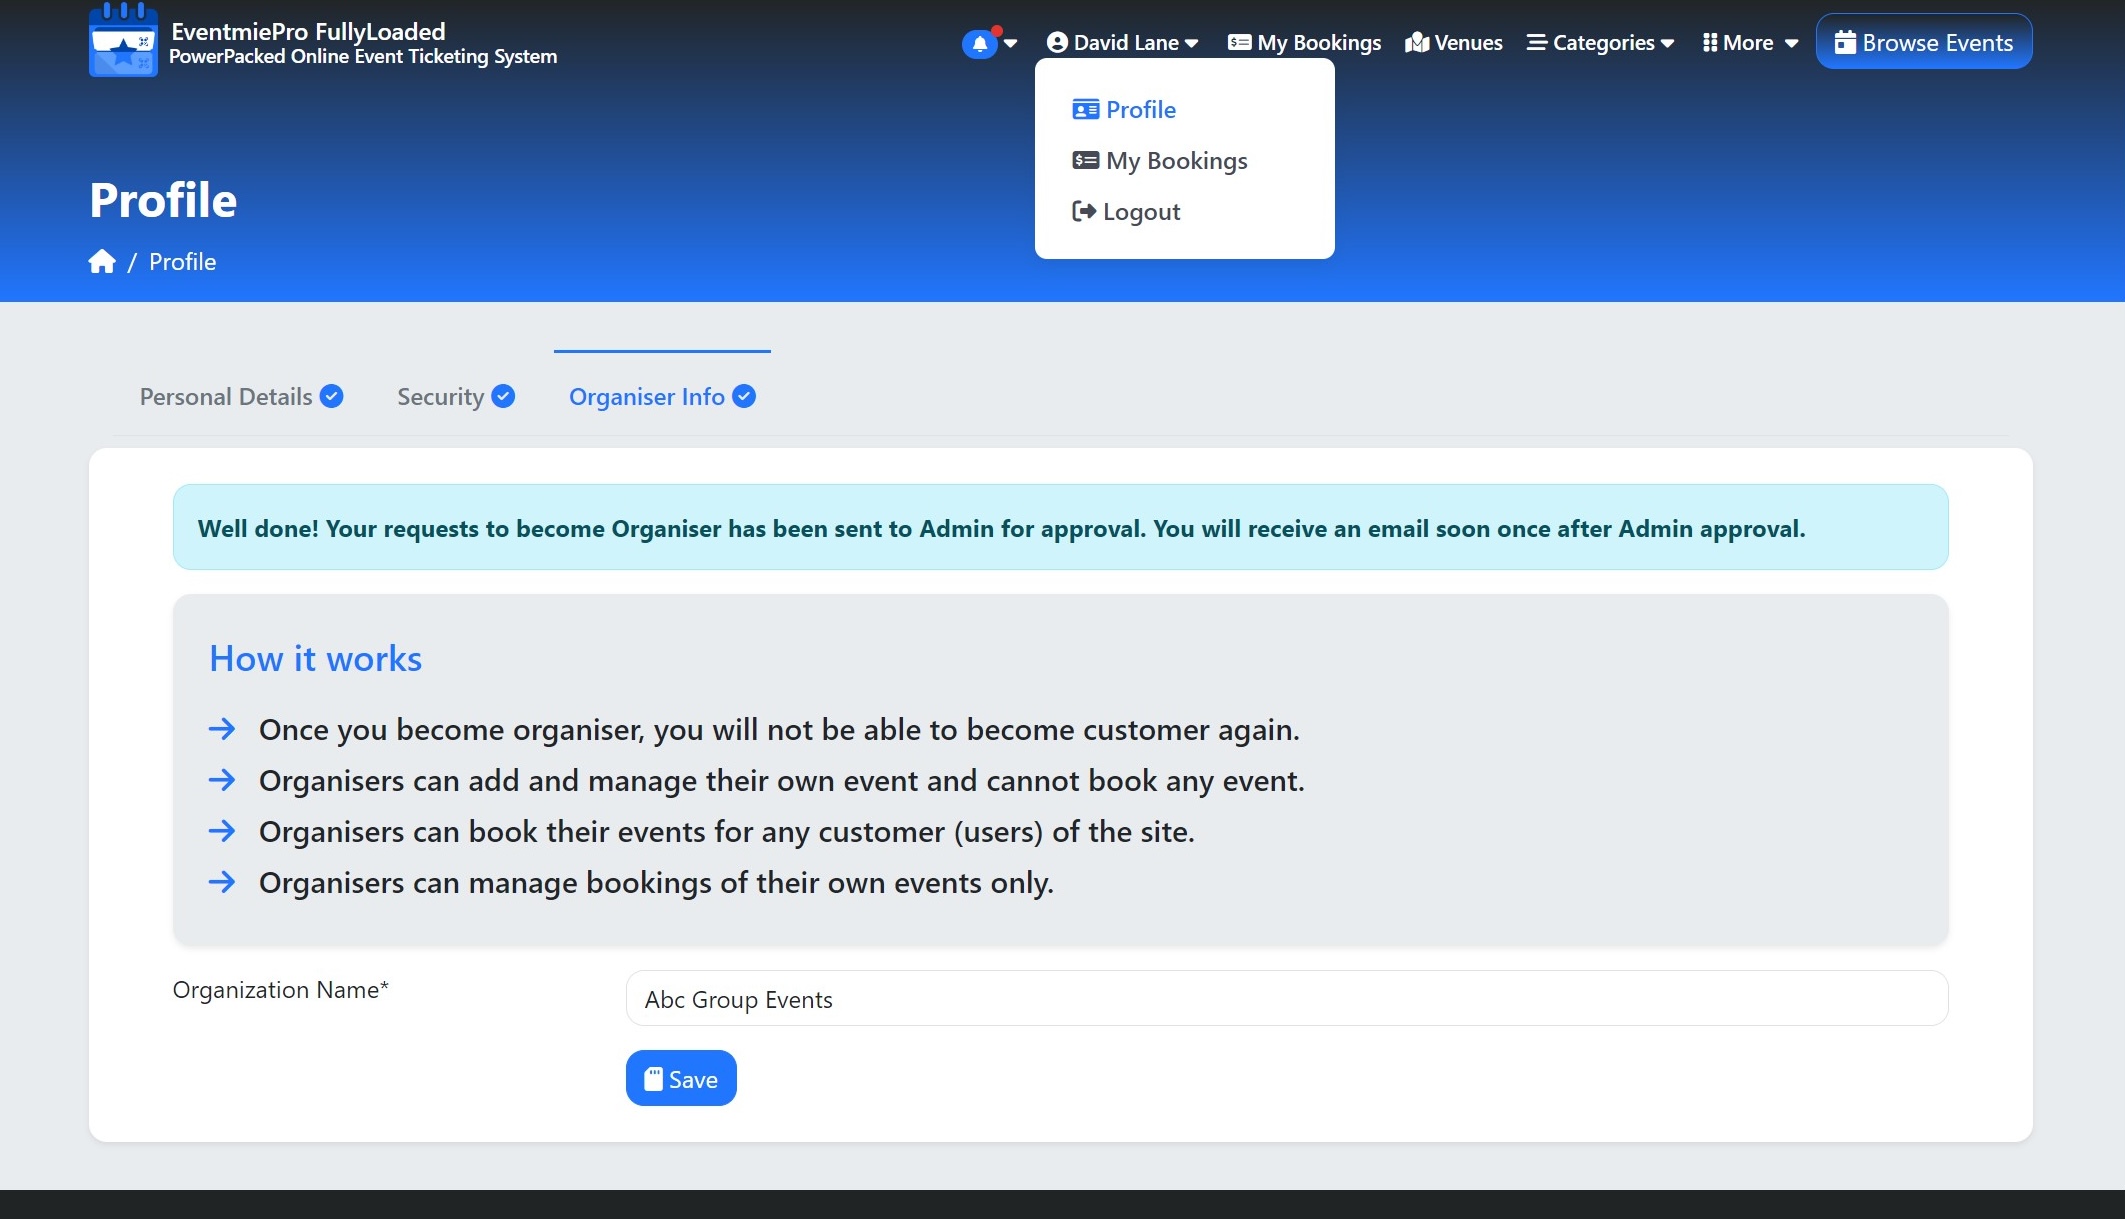 EventmiePro FullyLoaded
PowerPacked Online Event Ticketing System
David Lane
My Bookings
Venues
Categories
More
Browse Events
Profile
My Bookings
Logout
Profile
/ Profile
Personal Details
Security
Organiser Info
Well done! Your requests to become Organiser has been sent to Admin for approval. You will receive an email soon once after Admin approval.
How it works
Once you become organiser, you will not be able to become customer again.
Organisers can add and manage their own event and cannot book any event.
Organisers can book their events for any customer (users) of the site.
Organisers can manage bookings of their own events only.
Organization Name*
Abc Group Events
Save